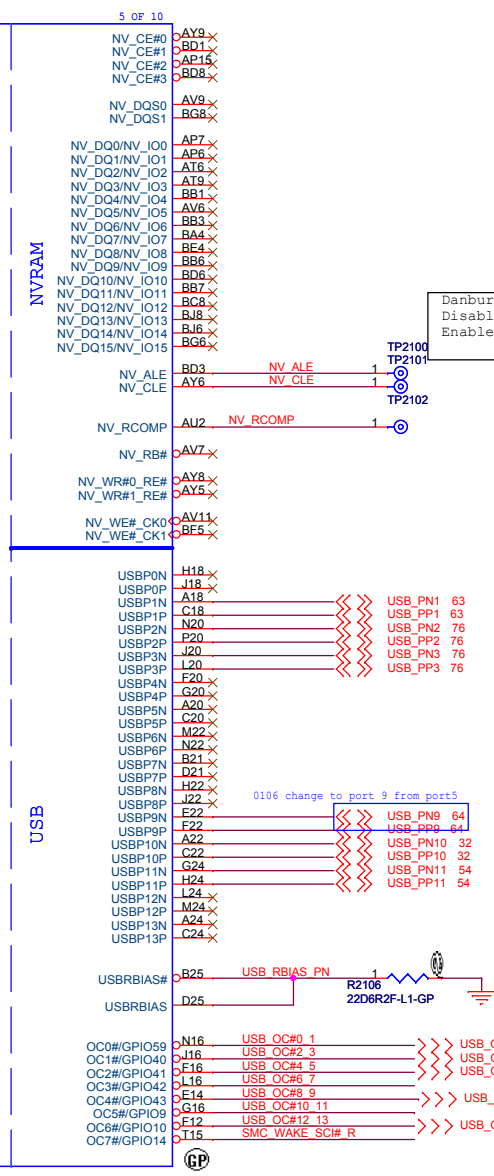 5 OF 10
NV_CE#0 AY9
NV_CE#1 BD1
NV_CE#2 AP15
NV_CE#3 BD8
NV_DQS0 AV9
NV_DQS1 BG8
NV_DQ0/NV_IO0 AP7
NV_DQ1/NV_IO1 AP6
NV_DQ2/NV_IO2 AT6
NV_DQ3/NV_IO3 AT9
NV_DQ4/NV_IO4 BB1
NV_DQ5/NV_IO5 AV6
NV_DQ6/NV_IO6 BB3
NV_DQ7/NV_IO7 BA4
NV_DQ8/NV_IO8 BE4
NV_DQ9/NV_IO9 BB6
NV_DQ10/NV_IO10 BD6
NV_DQ11/NV_IO11 BB7
NV_DQ12/NV_IO12 BC8
NV_DQ13/NV_IO13 BJ8
NV_DQ14/NV_IO14 BJ6
NV_DQ15/NV_IO15 BG6
NVRAM
Danbur
Disabl
Enable
TP2100
TP2101
NV_ALE BD3 NV_ALE 1
NV_CLE AY6 NV_CLE 1
TP2102
NV_RCOMP AU2 NV_RCOMP 1
NV_RB# AV7
NV_WR#0_RE# AY8
NV_WR#1_RE# AY5
NV_WE#_CK0 AV11
NV_WE#_CK1 BF5
USBP0N H18
USBP0P J18
USBP1N A18 USB_PN1 63
USBP1P C18 USB_PP1 63
USBP2N N20 USB_PN2 76
USBP2P P20 USB_PP2 76
USBP3N J20 USB_PN3 76
USBP3P L20 USB_PP3 76
USBP4N F20
USBP4P G20
USBP5N A20
USBP5P C20
USBP6N M22
USBP6P N22
USBP7N B21
USBP7P D21
USBP8N H22
USBP8P J22
0106 change to port 9 from port5
USB
USBP9N E22 USB_PN9 64
USBP9P F22 USB_PP9 64
USBP10N A22 USB_PN10 32
USBP10P C22 USB_PP10 32
USBP11N G24 USB_PN11 54
USBP11P H24 USB_PP11 54
USBP12N L24
USBP12P M24
USBP13N A24
USBP13P C24
USBRBIAS# B25 USB_RBIAS_PN 1
R2106
22D6R2F-L1-GP
USBRBIAS D25
OC0#/GPIO59 N16 USB_OC#0_1
OC1#/GPIO40 J16 USB_OC#2_3
OC2#/GPIO41 F16 USB_OC#4_5
OC3#/GPIO42 L16 USB_OC#6_7
OC4#/GPIO43 E14 USB_OC#8_9
OC5#/GPIO9 G16 USB_OC#10_11
OC6#/GPIO10 F12 USB_OC#12_13
OC7#/GPIO14 T15 SMC_WAKE_SCI#_R
GP